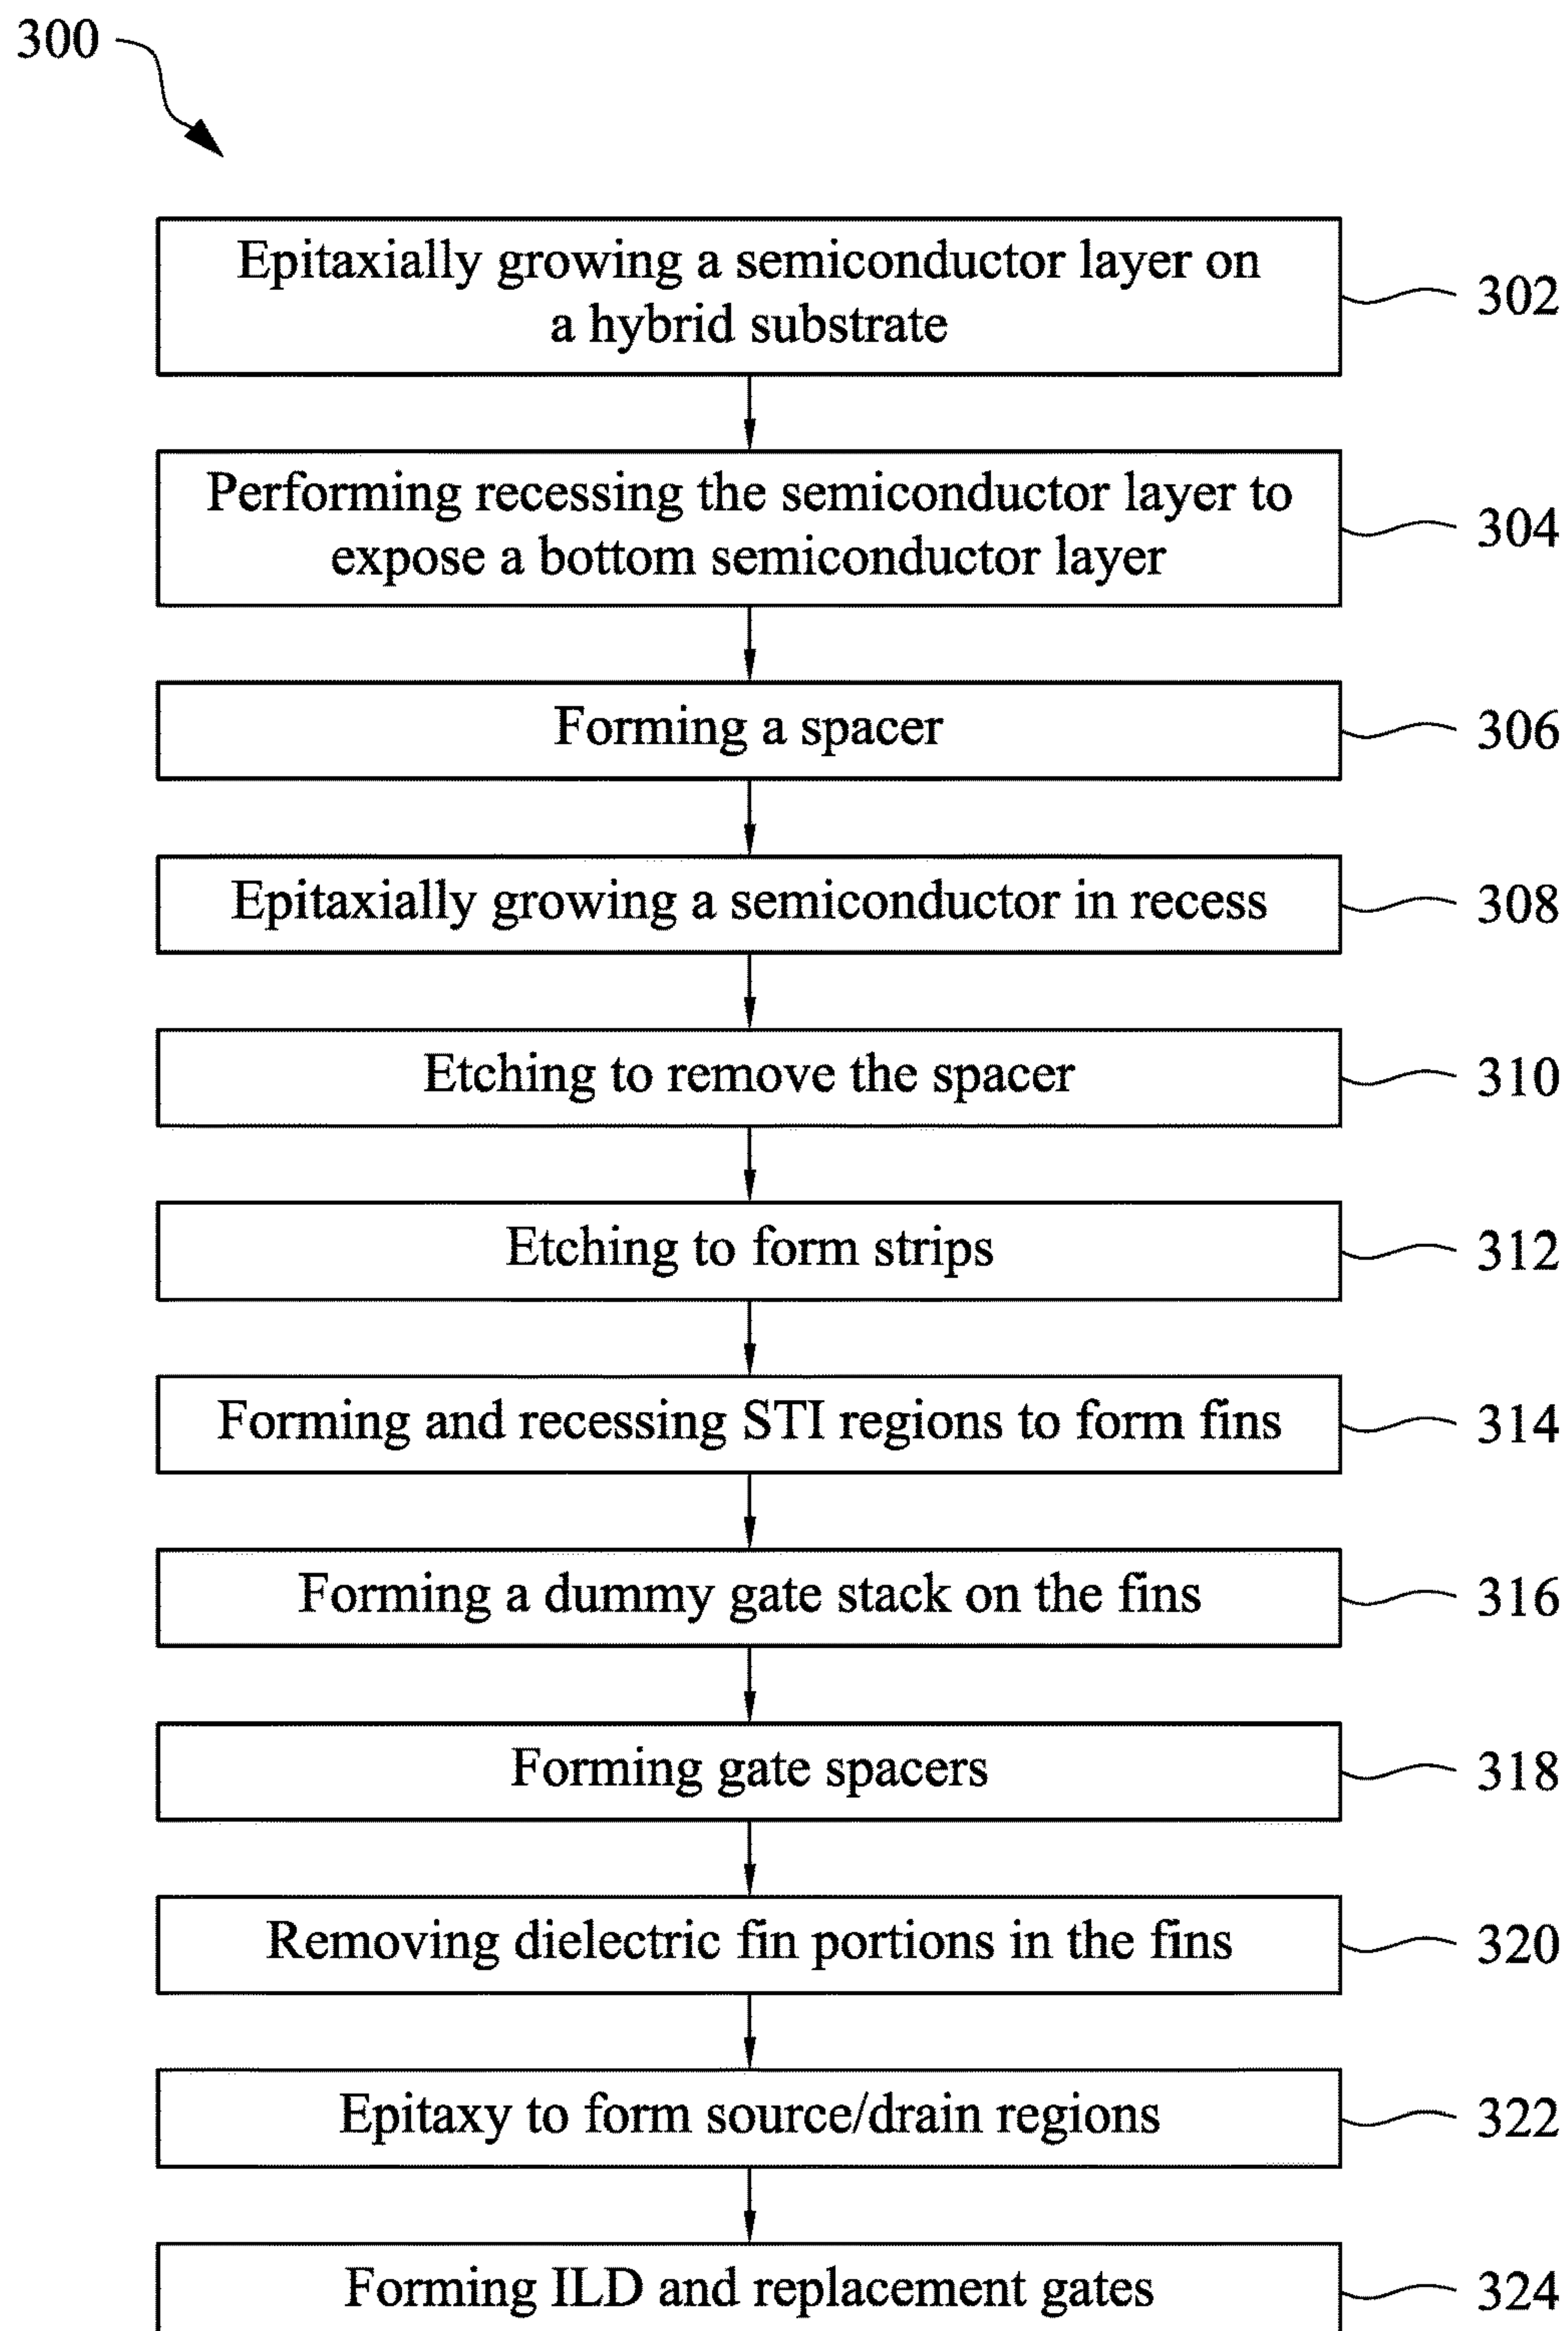 300
Epitaxially growing a semiconductor layer on
a hybrid substrate
302
Performing recessing the semiconductor layer to
expose a bottom semiconductor layer
304
Forming a spacer
306
Epitaxially growing a semiconductor in recess
308
Etching to remove the spacer
310
Etching to form strips
312
Forming and recessing STI regions to form fins
314
Forming a dummy gate stack on the fins
316
Forming gate spacers
318
Removing dielectric fin portions in the fins
320
Epitaxy to form source/drain regions
322
Forming ILD and replacement gates
324